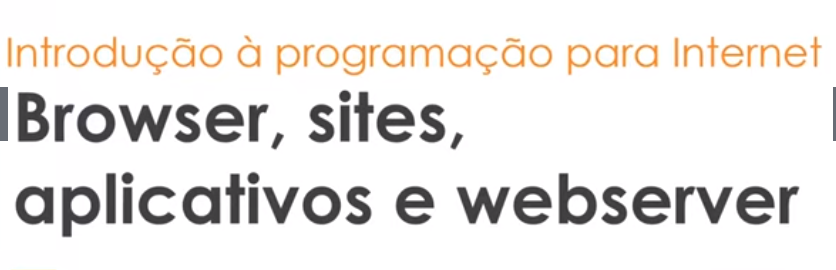 Introdução à programação para Internet
Browser, sites,
aplicativos e webserver